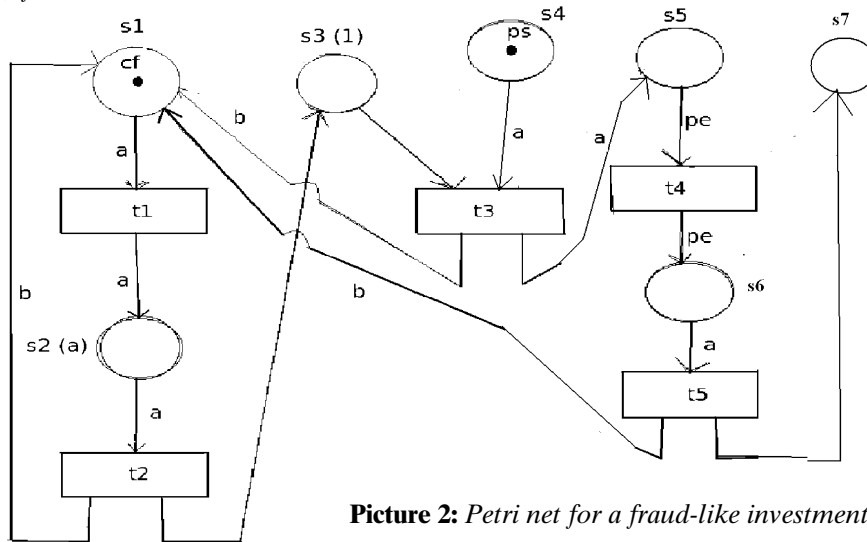 s1
s3 (1)
s4
s5
s7
cf
ps
b
a
a
a
pe
t1
t3
t4
a
pe
b
b
s6
s2 (a)
a
a
t5
t2
Picture 2: Petri net for a fraud-like investment